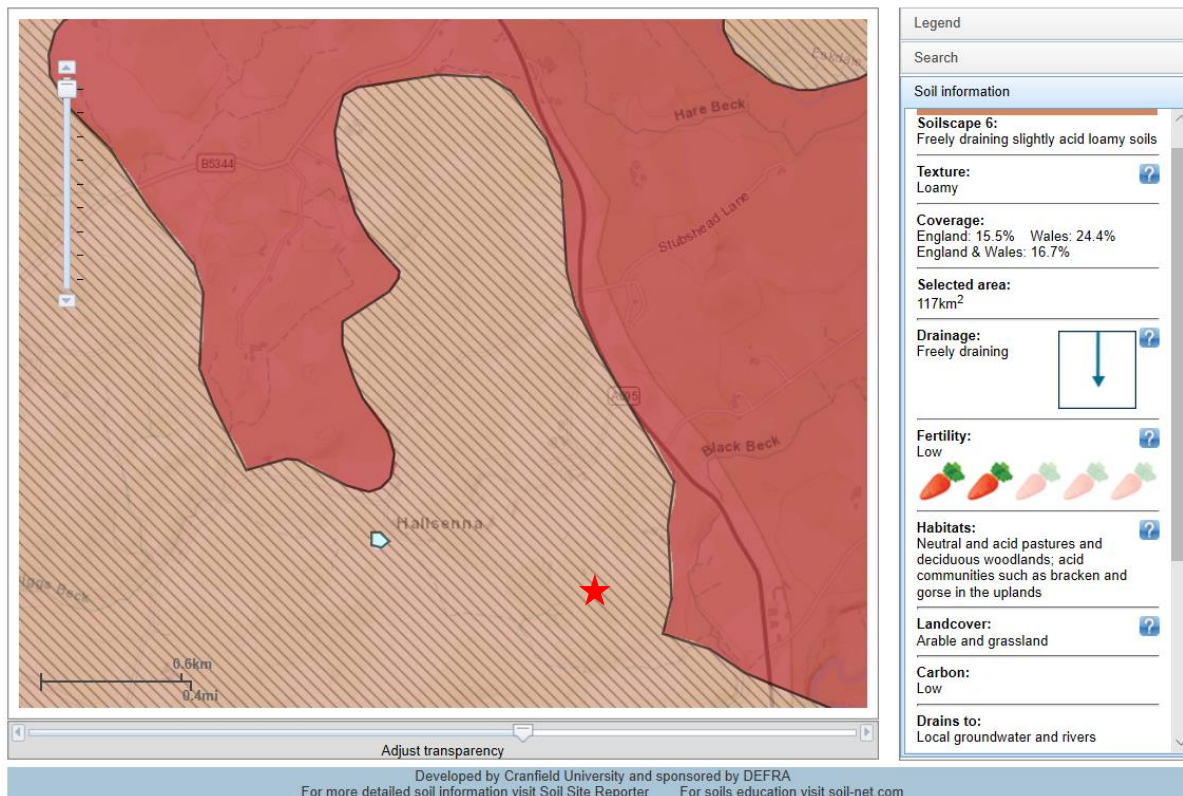 Eskdale
Hare Beck
B5344
Stubshead Lane
A595
Black Beck
Hallsenna
ggs Beck
0.6km
0.4mi
Adjust transparency
Legend
Search
Soil information
Soilscape 6:
Freely draining slightly acid loamy soils
Texture:
Loamy
Coverage:
England: 15.5% Wales: 24.4%
England & Wales: 16.7%
Selected area:
117km2
Drainage:
Freely draining
Fertility:
Low
Habitats:
Neutral and acid pastures and
deciduous woodlands; acid
communities such as bracken and
gorse in the uplands
Landcover:
Arable and grassland
Carbon:
Low
Drains to:
Local groundwater and rivers
Developed by Cranfield University and sponsored by DEFRA
For more detailed soil information visit Soil Site Reporter For soils education visit soil-net.com